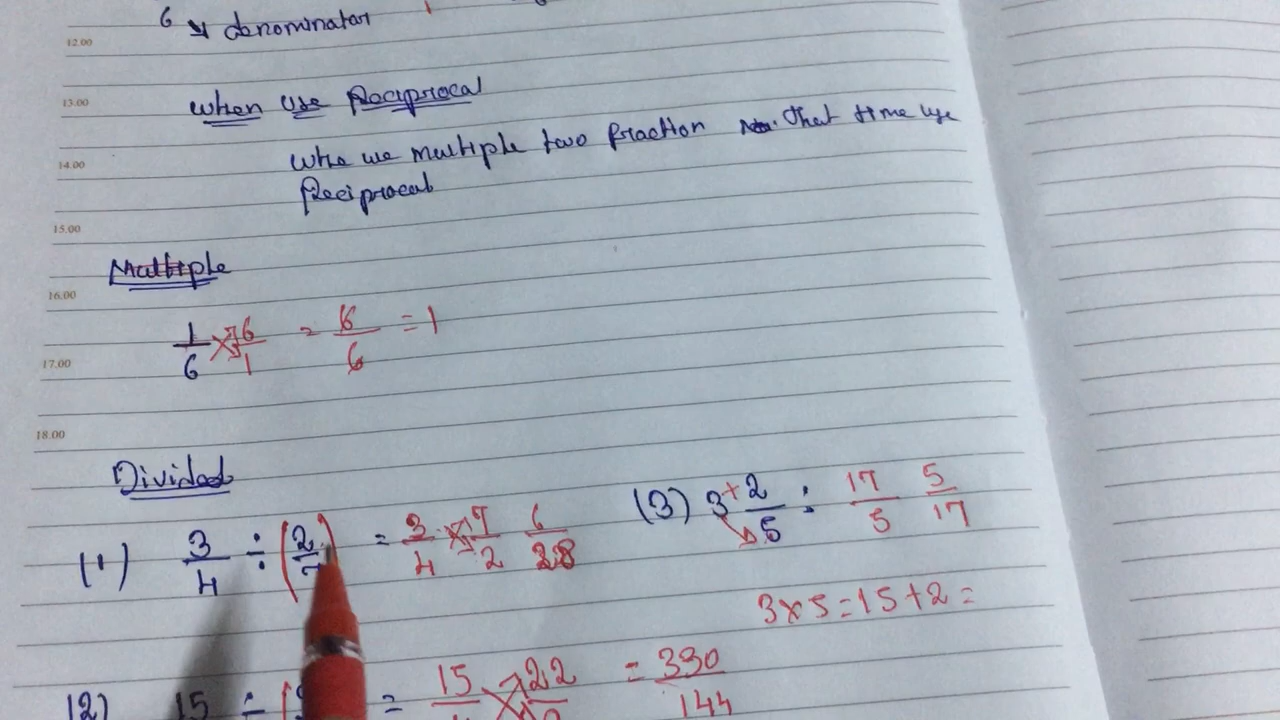 6 ↘ denominator
12.00
13.00 When Use Reciprocal
Whe we multiple two fraction That time use
14.00
Reciprocal
15.00
Multiple
16.00
1/6 × 6/1 = 6/6 = 1
17.00
18.00
Divided
(1) 3/4 ÷ (2/7) = 3/4 × 7/2 6/28
(3) 3+2/5 : 17/5 5/17
3×5=15+2=
(2) 15 ÷ ( = 15 × 22 = 330/144